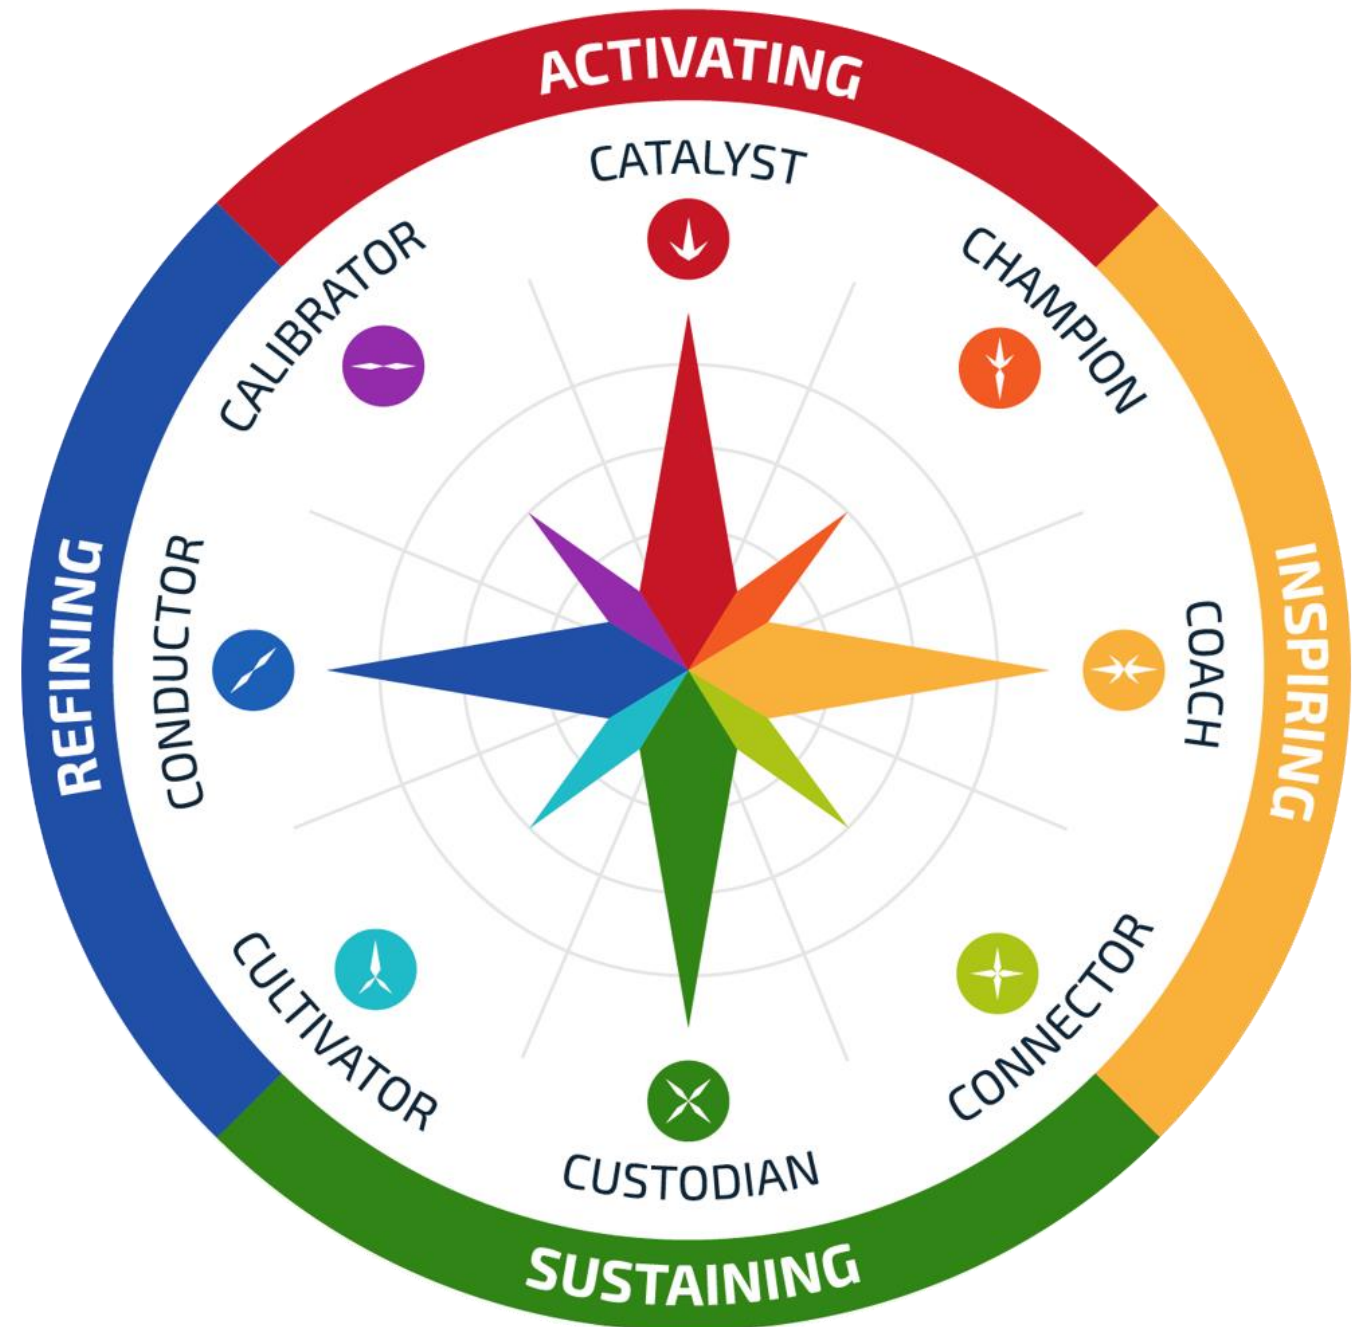 ACTIVATING
CATALYST
CALIBRATOR
CHAMPION
REFINING
CONDUCTOR
COACH
INSPIRING
CULTIVATOR
CONNECTOR
CUSTODIAN
SUSTAINING